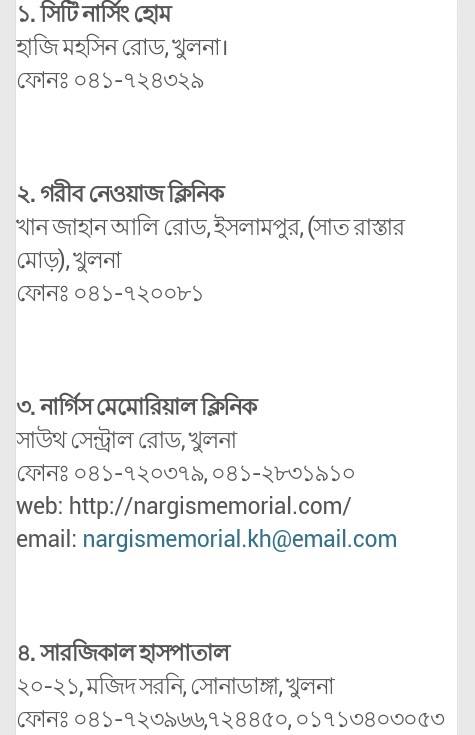 ১. সিটি নার্সিং হোম
হাজি মহসিন রোড, খুলনা।
ফোনঃ ০৪১-৭২৪৩২৯
২. গরীব নেওয়াজ ক্লিনিক
খান জাহান আলি রোড, ইসলামপুর, (সাত রাস্তার
মোড়), খুলনা
ফোনঃ ০৪১-৭২০০৮১
৩. নার্গিস মেমোরিয়াল ক্লিনিক
সাউথ সেন্ট্রাল রোড, খুলনা
ফোনঃ ০৪১-৭২০৩৭৯, ০৪১-২৮৩১৯১০
web: http://nargismemorial.com/
email: nargismemorial.kh@email.com
৪. সারজিকাল হাসপাতাল
২০-২১, মজিদ সরনি, সোনাডাঙ্গা, খুলনা
ফোনঃ ০৪১-৭২৩৯৬৬,৭২৪৪৫০, ০১৭১৩৪০৩০৫৩